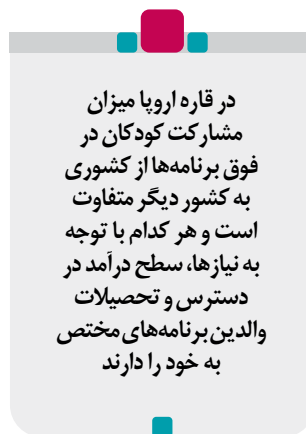 در قاره اروپا میزان
مشارکت کودکان در
فوق برنامه‌ها از کشوری
به کشور دیگر متفاوت
است و هر کدام با توجه
به نیازها، سطح درآمد در
دسترس و تحصیلات
والدین برنامه‌های مختص
به خود را دارند